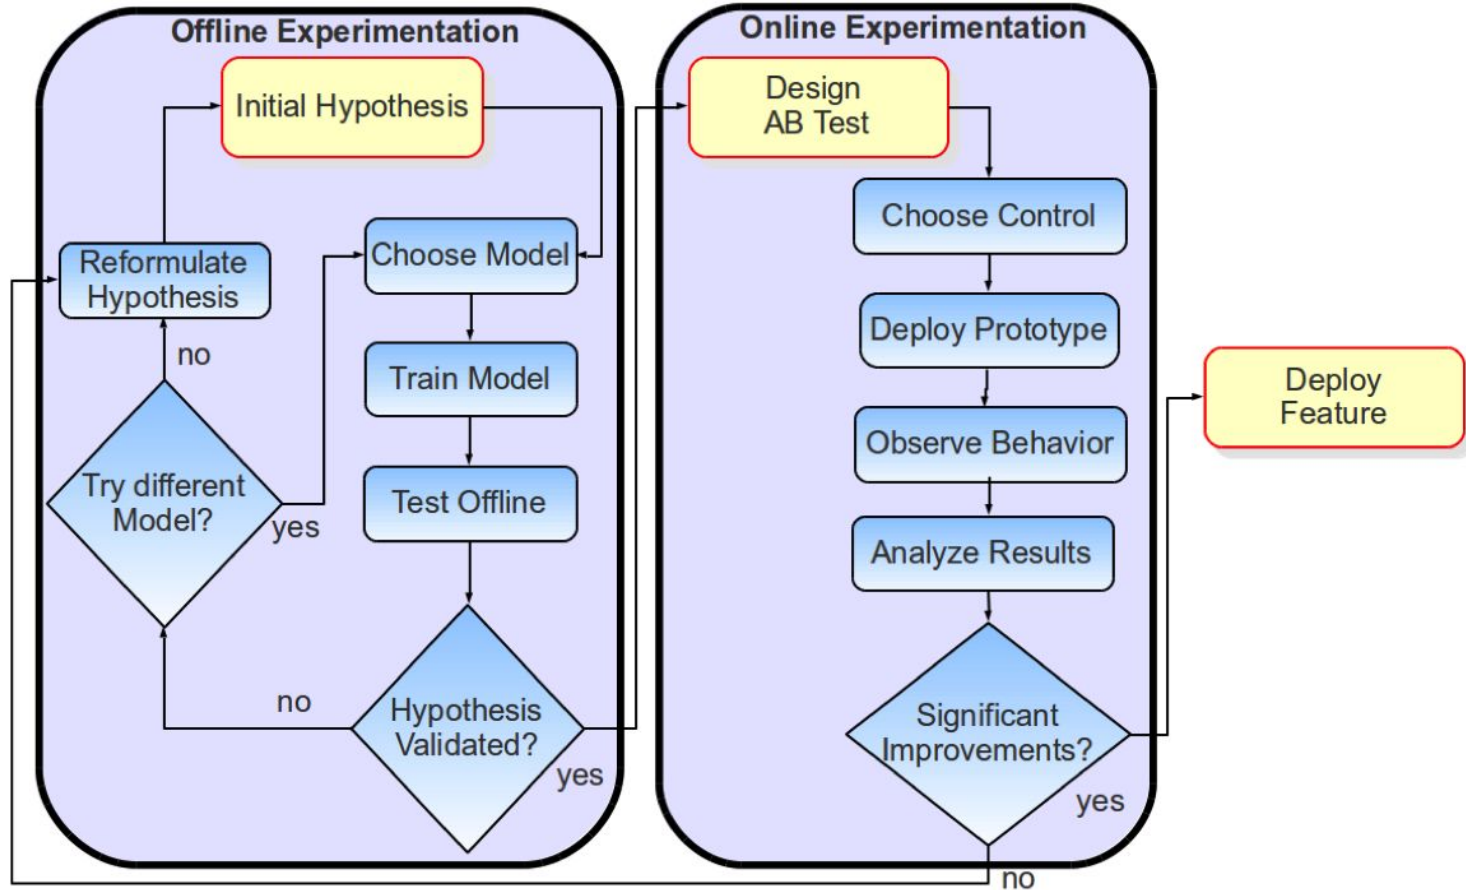 Offline Experimentation
Initial Hypothesis
Reformulate
Hypothesis
Choose Model
no
Train Model
Try different
Model?
yes
Test Offline
no
Hypothesis
Validated?
yes
Online Experimentation
Design
AB Test
Choose Control
Deploy Prototype
Observe Behavior
Analyze Results
Significant
Improvements?
yes
no
Deploy
Feature